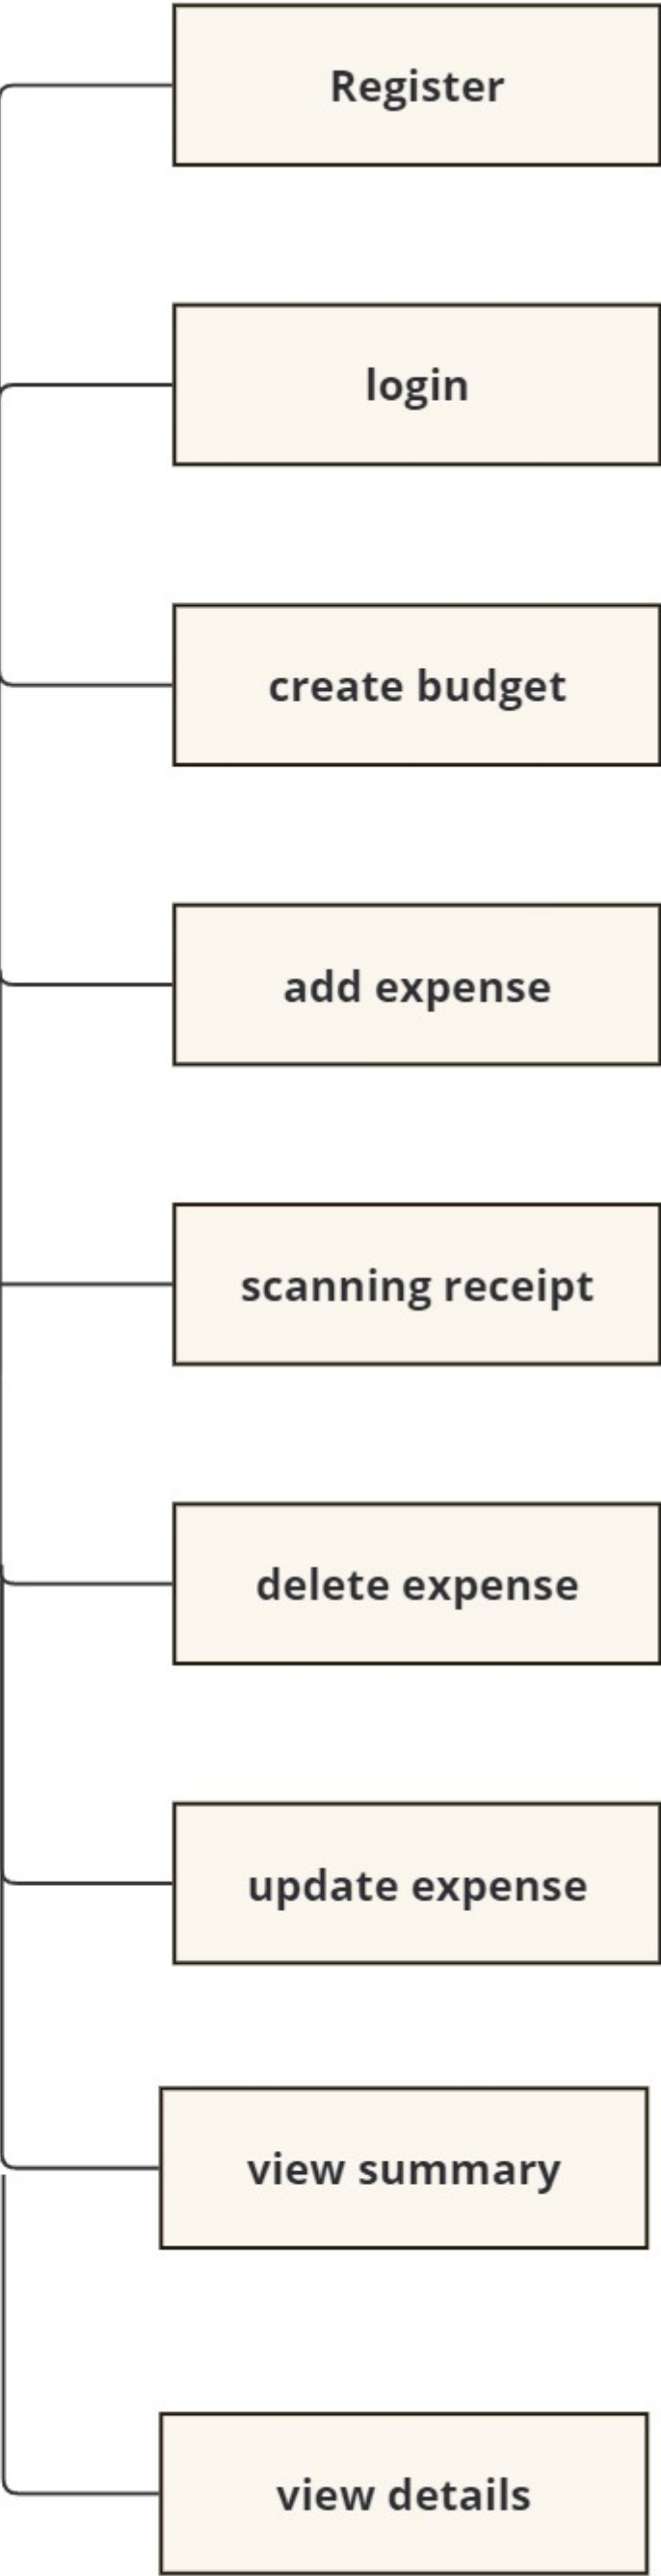 Register
login
create budget
add expense
scanning receipt
delete expense
update expense
view summary
view details